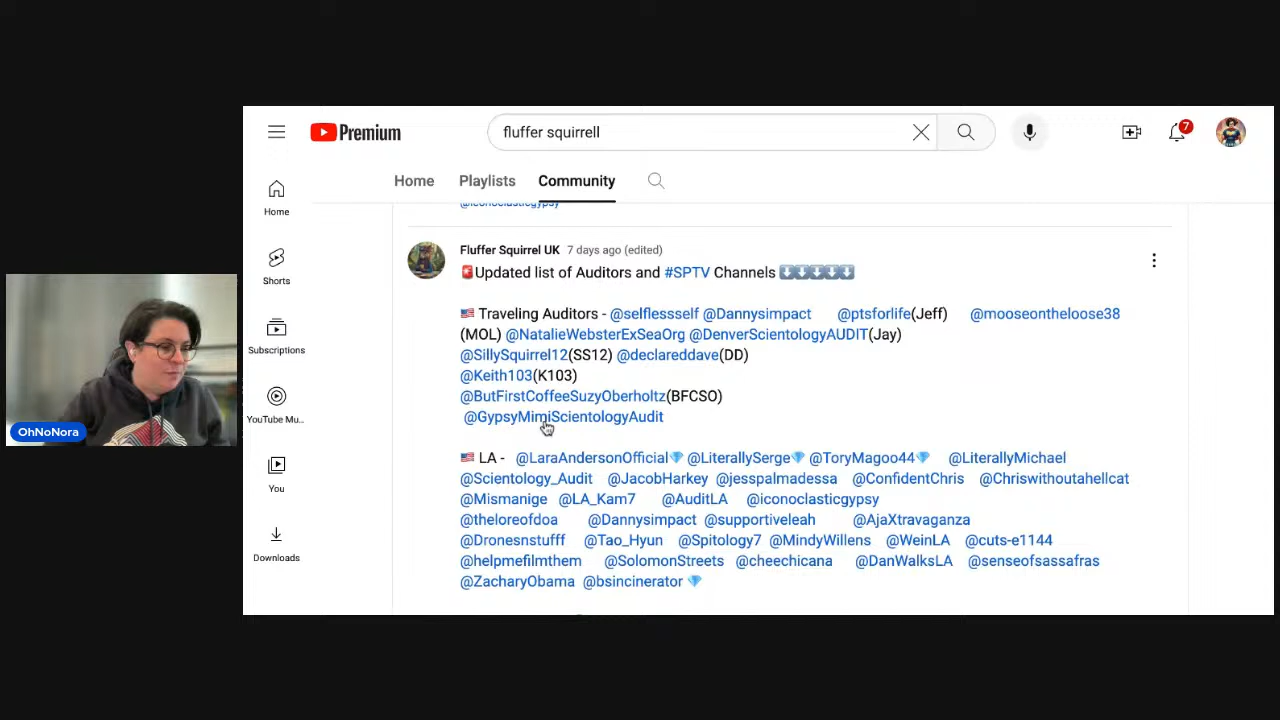 Premium
fluffer squirrell
7
Home
Playlists
Community
Home
Shorts
Subscriptions
YouTube Mu...
You
Downloads
@iconoclasticgypsy
Fluffer Squirrel UK 7 days ago (edited)
Updated list of Auditors and #SPTV Channels
Traveling Auditors - @selflessself @Dannysimpact @ptsforlife(Jeff) @mooseontheloose38
(MOL) @NatalieWebsterExSeaOrg @DenverScientologyAUDIT(Jay)
@SillySquirrel12(SS12) @declareddave(DD)
@Keith103(K103)
@ButFirstCoffeeSuzyOberholtz(BFCSO)
@GypsyMimiScientologyAudit
LA - @LaraAndersonOfficial💎 @LiterallySerge💎 @ToryMagoo44💎 @LiterallyMichael
@Scientology_Audit @JacobHarkey @jesspalmadessa @ConfidentChris @Chriswithoutahellcat
@Mismanige @LA_Kam7 @AuditLA @iconoclasticgypsy
@theloreofdoa @Dannysimpact @supportiveleah @AjaXtravaganza
@Dronesnstufff @Tao_Hyun @Spitology7 @MindyWillens @WeinLA @cuts-e1144
@helpmefilmthem @SolomonStreets @cheechicana @DanWalksLA @senseofsassafras
@ZacharyObama @bsincinerator 💎
OhNoNora